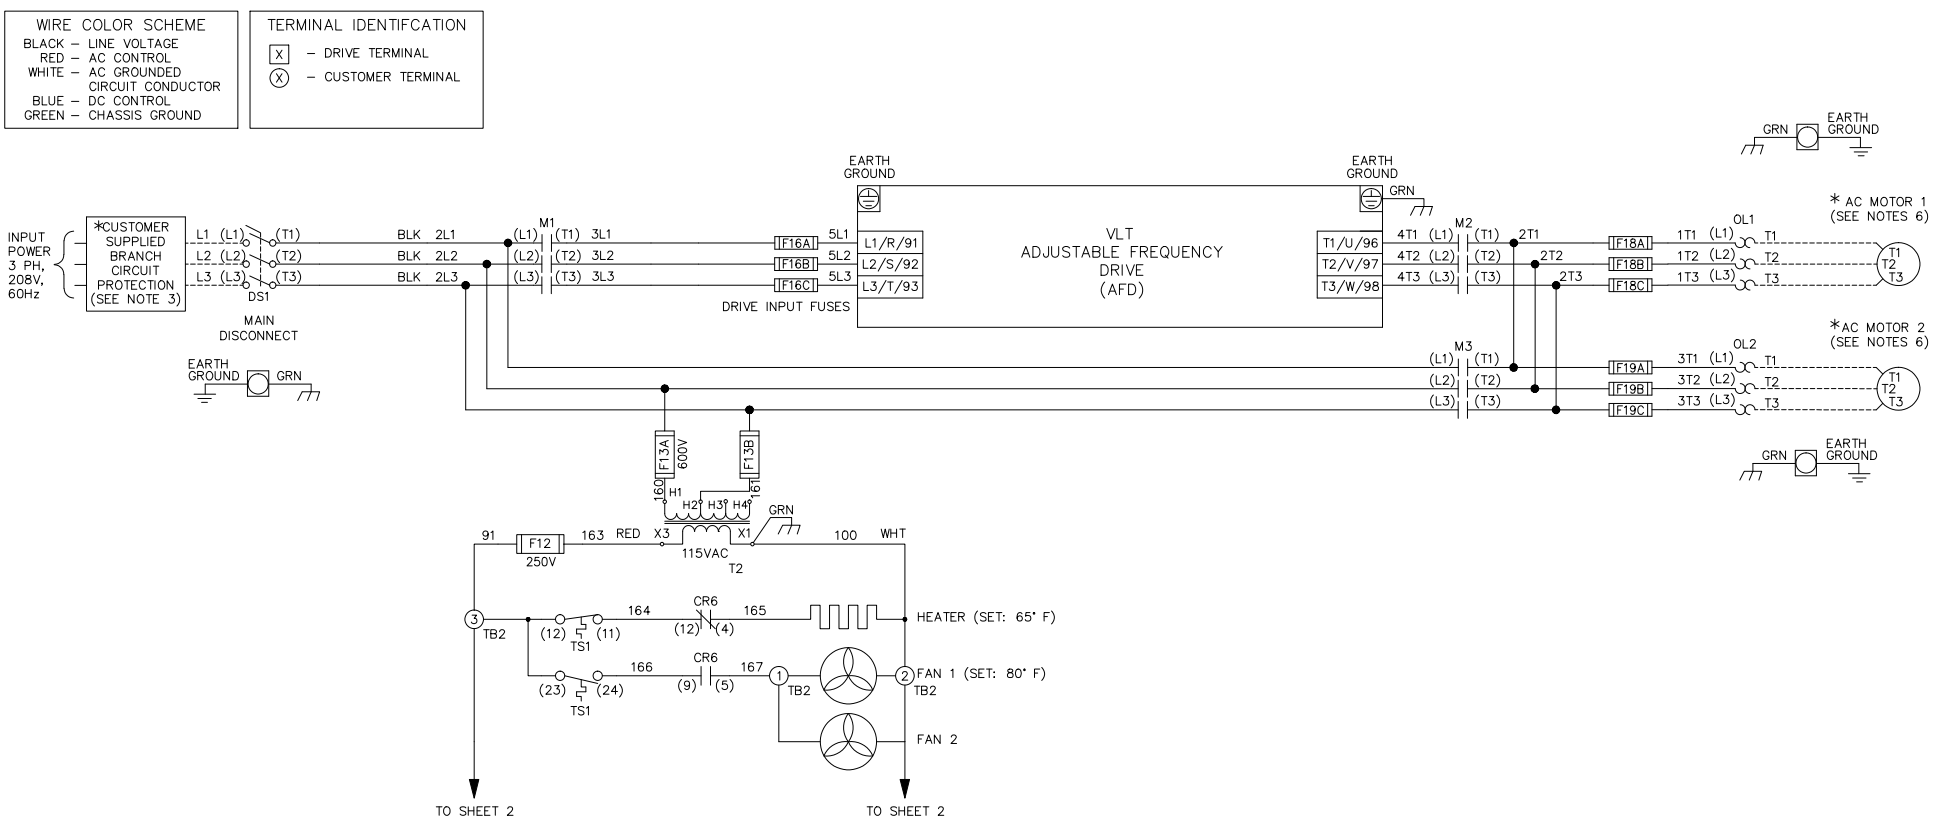 WIRE COLOR SCHEME
BLACK – LINE VOLTAGE
RED – AC CONTROL
WHITE – AC GROUNDED
CIRCUIT CONDUCTOR
BLUE – DC CONTROL
GREEN – CHASSIS GROUND
TERMINAL IDENTIFCATION
X – DRIVE TERMINAL
X – CUSTOMER TERMINAL
GRN
EARTH
GROUND
EARTH
GROUND
EARTH
GROUND
GRN
INPUT
POWER
3 PH,
208V,
60Hz
*CUSTOMER
SUPPLIED
BRANCH
CIRCUIT
PROTECTION
(SEE NOTE 3)
L1 (L1) (T1) BLK 2L1 (L1) M1 (T1) 3L1 F16A 5L1 L1/R/91
L2 (L2) (T2) BLK 2L2 (L2) (T2) 3L2 F16B 5L2 L2/S/92
L3 (L3) (T3) BLK 2L3 (L3) (T3) 3L3 F16C 5L3 L3/T/93
DS1
MAIN
DISCONNECT
DRIVE INPUT FUSES
VLT
ADJUSTABLE FREQUENCY
DRIVE
(AFD)
T1/U/96 4T1 (L1) M2 (T1) 2T1 F18A 1T1 (L1) OL1 T1
T2/V/97 4T2 (L2) (T2) 2T2 F18B 1T2 (L2) T2
T3/W/98 4T3 (L3) (T3) 2T3 F18C 1T3 (L3) T3
* AC MOTOR 1
(SEE NOTES 6)
T1
T2
T3
EARTH
GROUND
GRN
M3
(L1) (T1) F19A 3T1 (L1) OL2 T1
(L2) (T2) F19B 3T2 (L2) T2
(L3) (T3) F19C 3T3 (L3) T3
*AC MOTOR 2
(SEE NOTES 6)
T1
T2
T3
GRN
EARTH
GROUND
F13A
600V
F13B
160
H1
H2
H3
H4
161
GRN
91 F12 163 RED X3 X1 100 WHT
250V
115VAC
T2
3
TB2
(12) (11) 164 CR6 165 HEATER (SET: 65° F)
TS1
(12) (4)
(23) (24) 166 CR6 167 1 2 FAN 1 (SET: 80° F)
TS1
(9) (5)
TB2
TB2
FAN 2
TO SHEET 2
TO SHEET 2